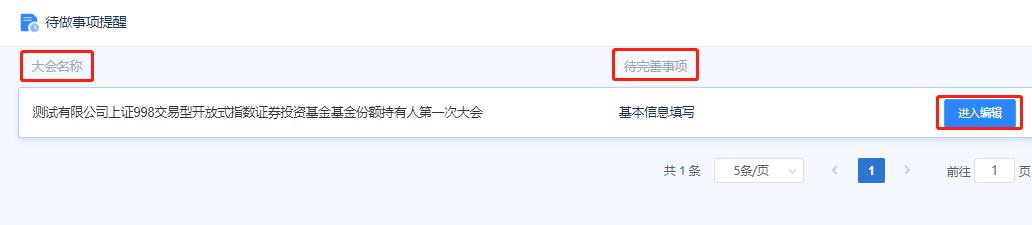 待做事项提醒
大会名称 待完善事项
测试有限公司上证998交易型开放式指数证券投资基金基金份额持有人第一次大会 基本信息填写 进入编辑
共 1 条 5条/页 1 前往 1 页